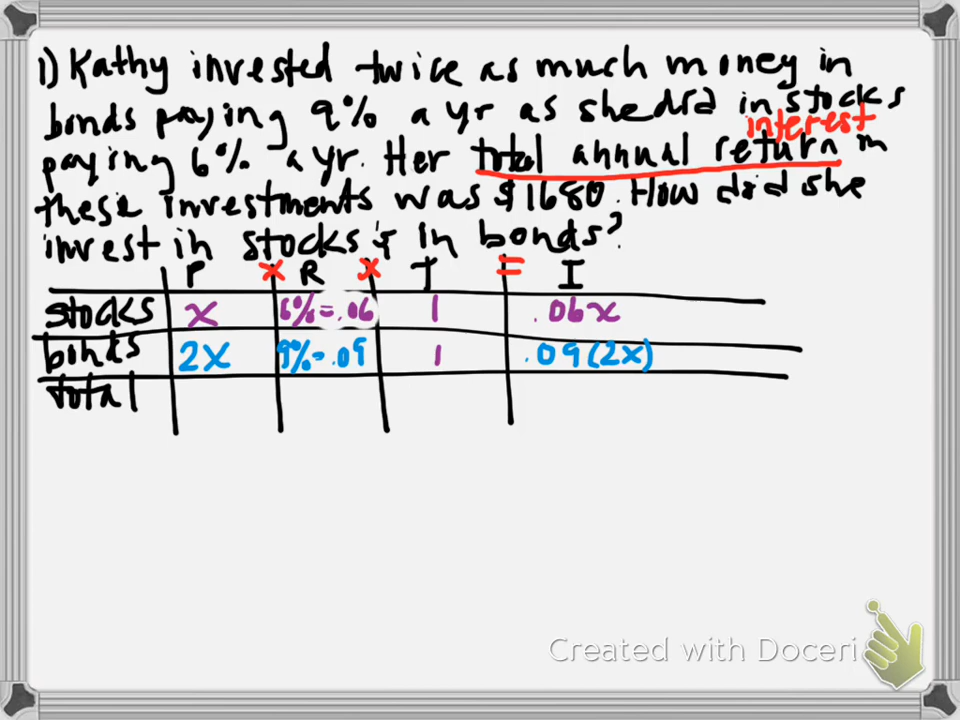 1) Kathy invested twice as much money in
bonds paying 9% a yr as she did in stocks
interest
paying 6% a yr. Her total annual return in
these investments was $1680. How did she
invest in stocks & in bonds?
P × R × T = I
stocks x 6%=.06 1 .06x
bonds 2x 9%=.09 1 .09(2x)
total
Created with Doceri